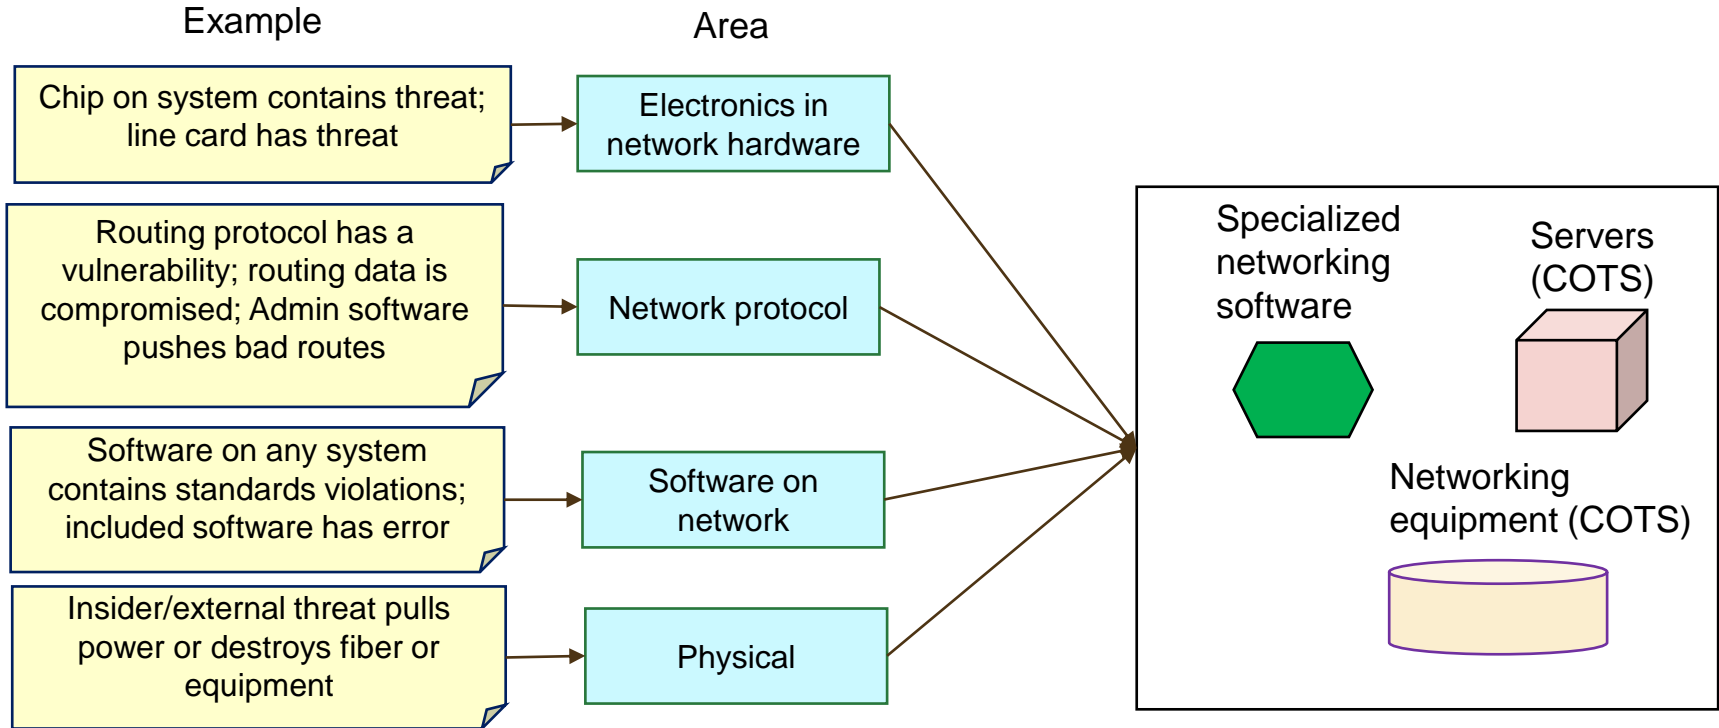 Example
Area
Chip on system contains threat;
line card has threat
Electronics in
network hardware
Routing protocol has a
vulnerability; routing data is
compromised; Admin software
pushes bad routes
Network protocol
Software on any system
contains standards violations;
included software has error
Software on
network
Insider/external threat pulls
power or destroys fiber or
equipment
Physical
Specialized
networking
software
Servers
(COTS)
Networking
equipment (COTS)